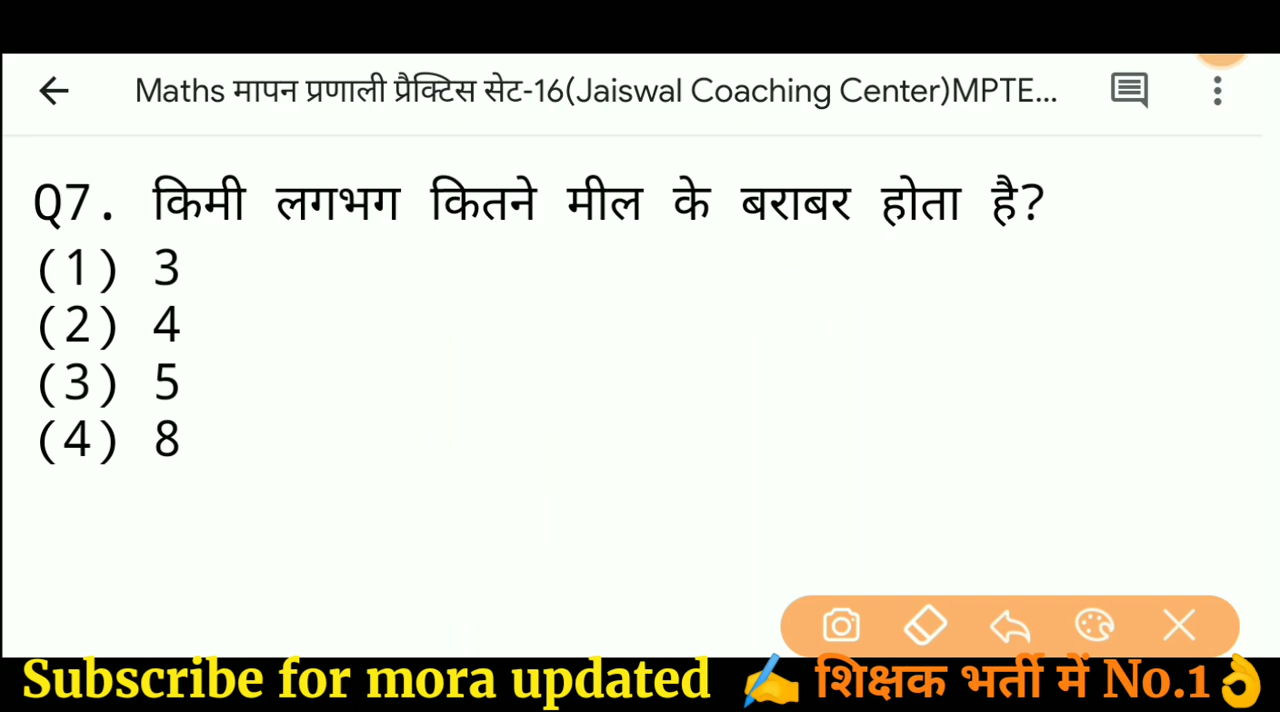 Maths मापन प्रणाली प्रैक्टिस सेट-16(Jaiswal Coaching Center)MPTE...
Q7. किमी लगभग कितने मील के बराबर होता है?
(1) 3
(2) 4
(3) 5
(4) 8
Subscribe for mora updated ✍️ शिक्षक भर्ती में No.1👌